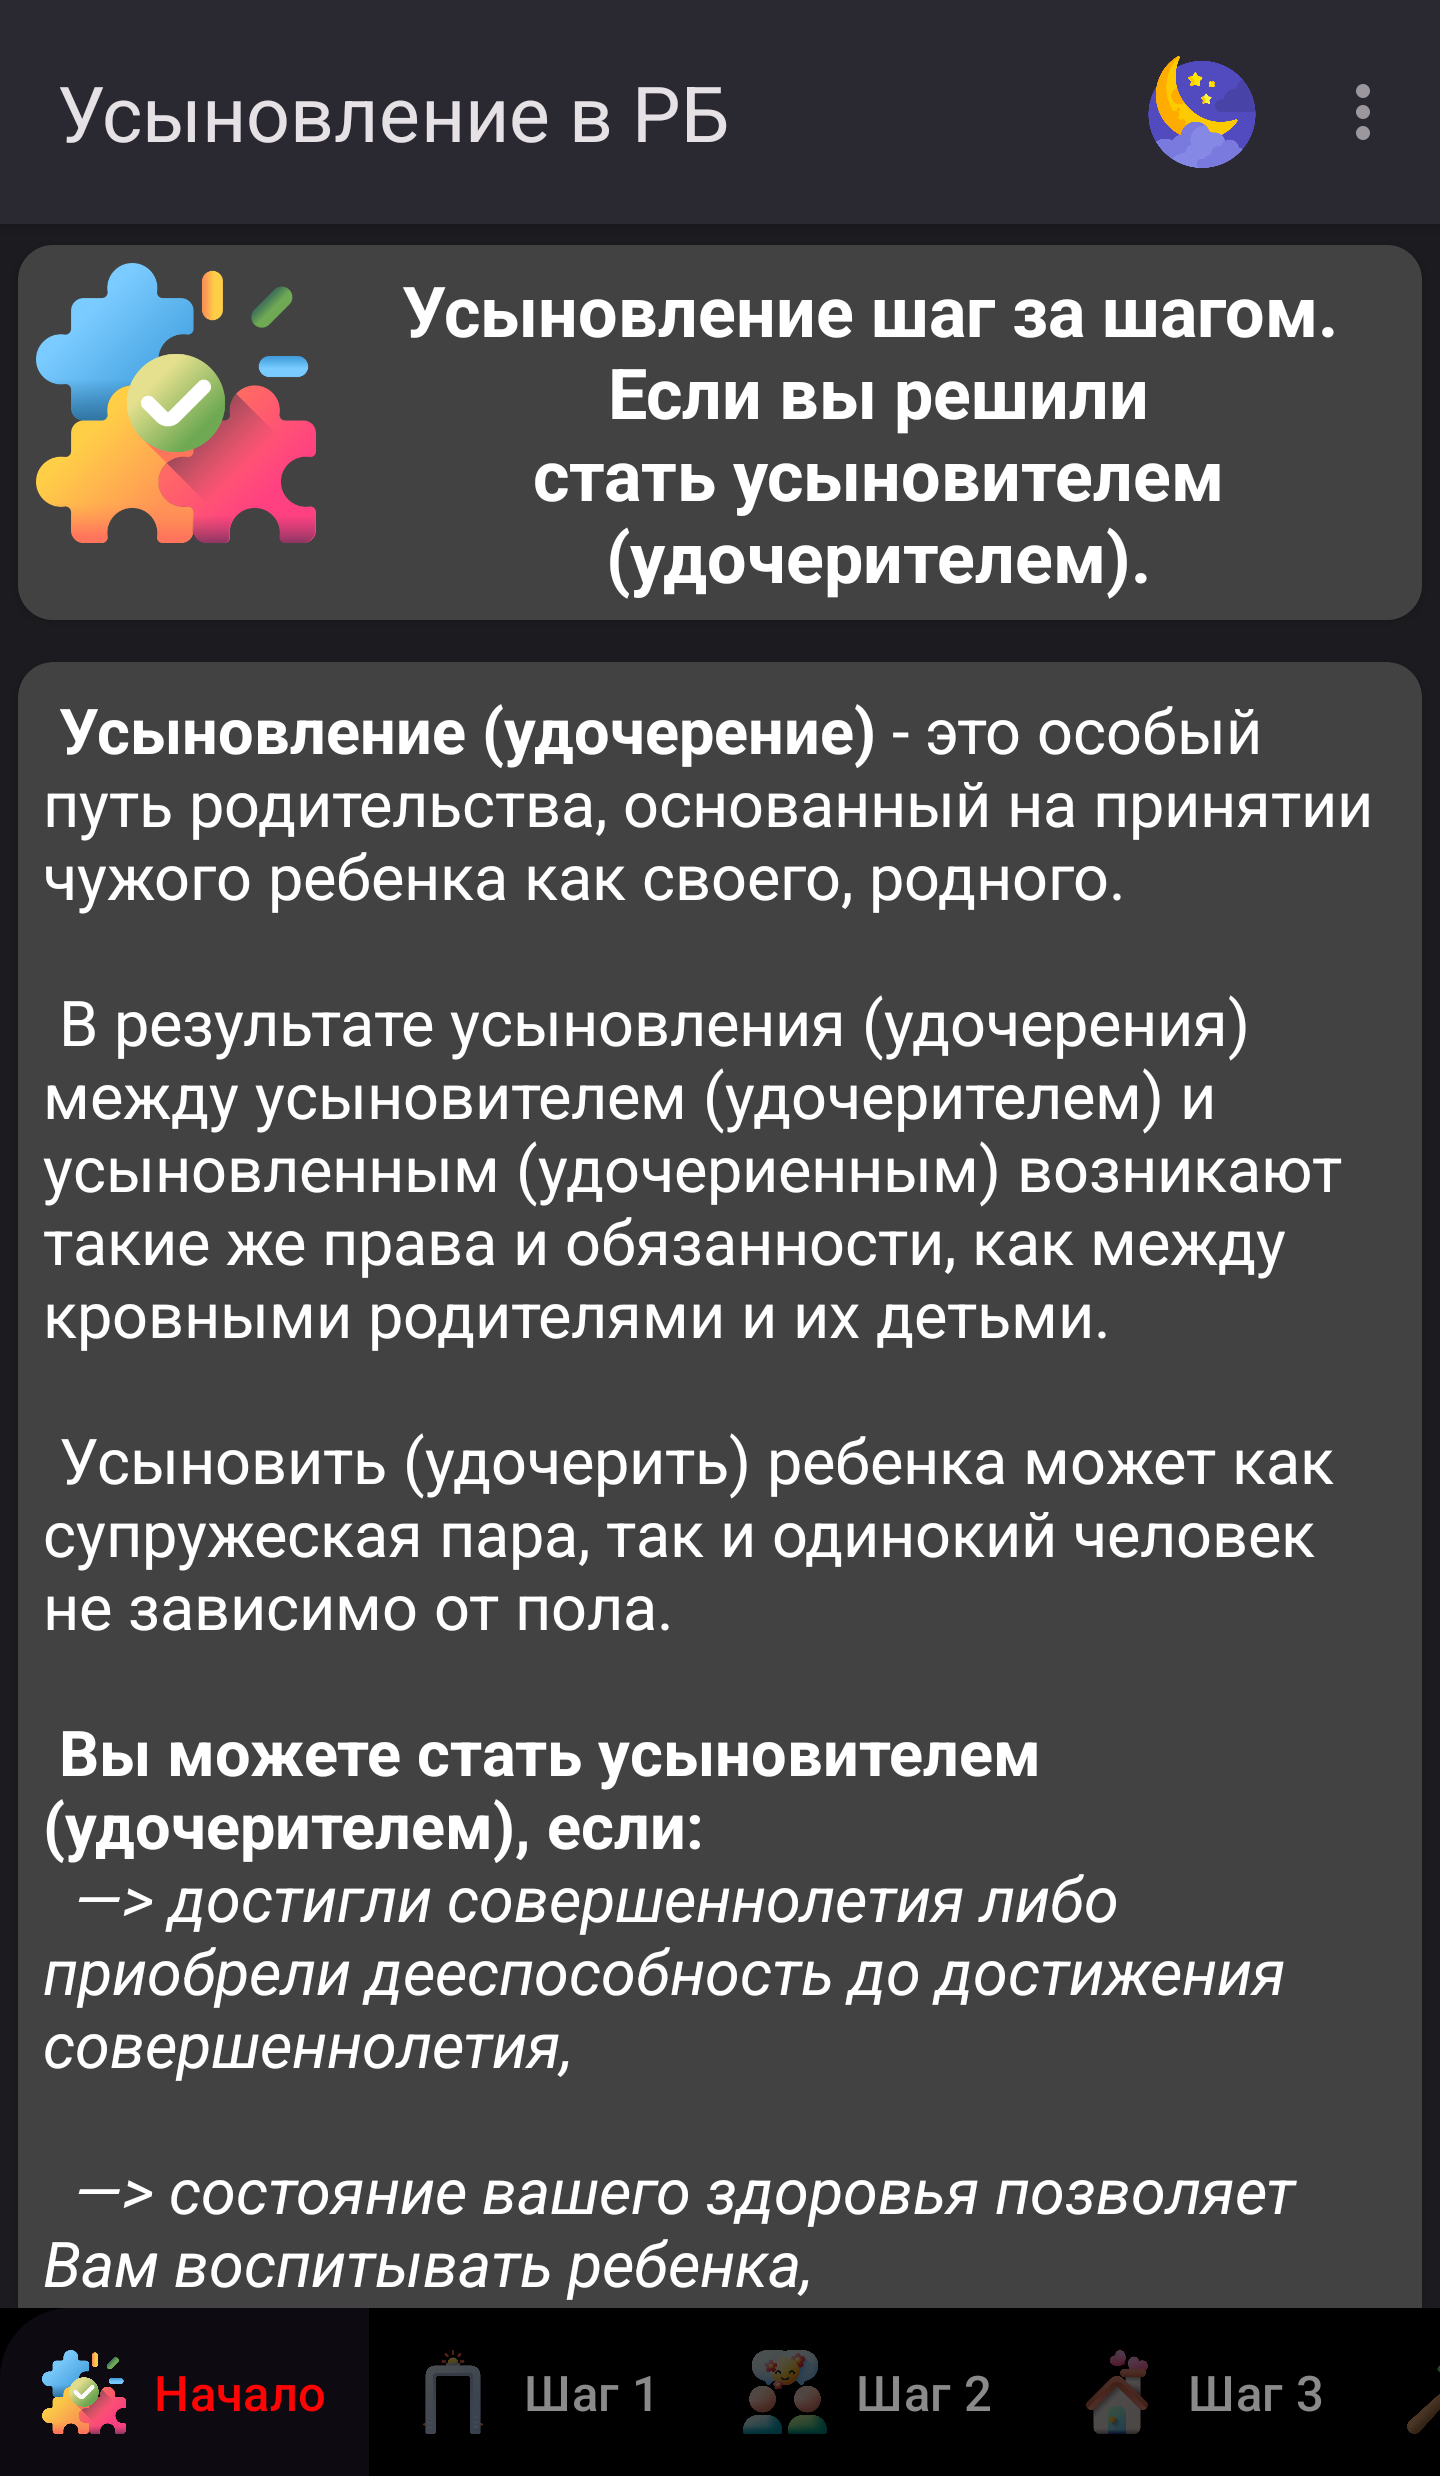 Усыновление в РБ
Усыновление шаг за шагом.
Если вы решили
стать усыновителем
(удочерителем).
Усыновление (удочерение) - это особый
путь родительства, основанный на принятии
чужого ребенка как своего, родного.
В результате усыновления (удочерения)
между усыновителем (удочерителем) и
усыновленным (удочериенным) возникают
такие же права и обязанности, как между
кровными родителями и их детьми.
Усыновить (удочерить) ребенка может как
супружеская пара, так и одинокий человек
не зависимо от пола.
Вы можете стать усыновителем
(удочерителем), если:
—> достигли совершеннолетия либо
приобрели дееспособность до достижения
совершеннолетия,
—> состояние вашего здоровья позволяет
Вам воспитывать ребенка,
Начало
Шаг 1
Шаг 2
Шаг 3